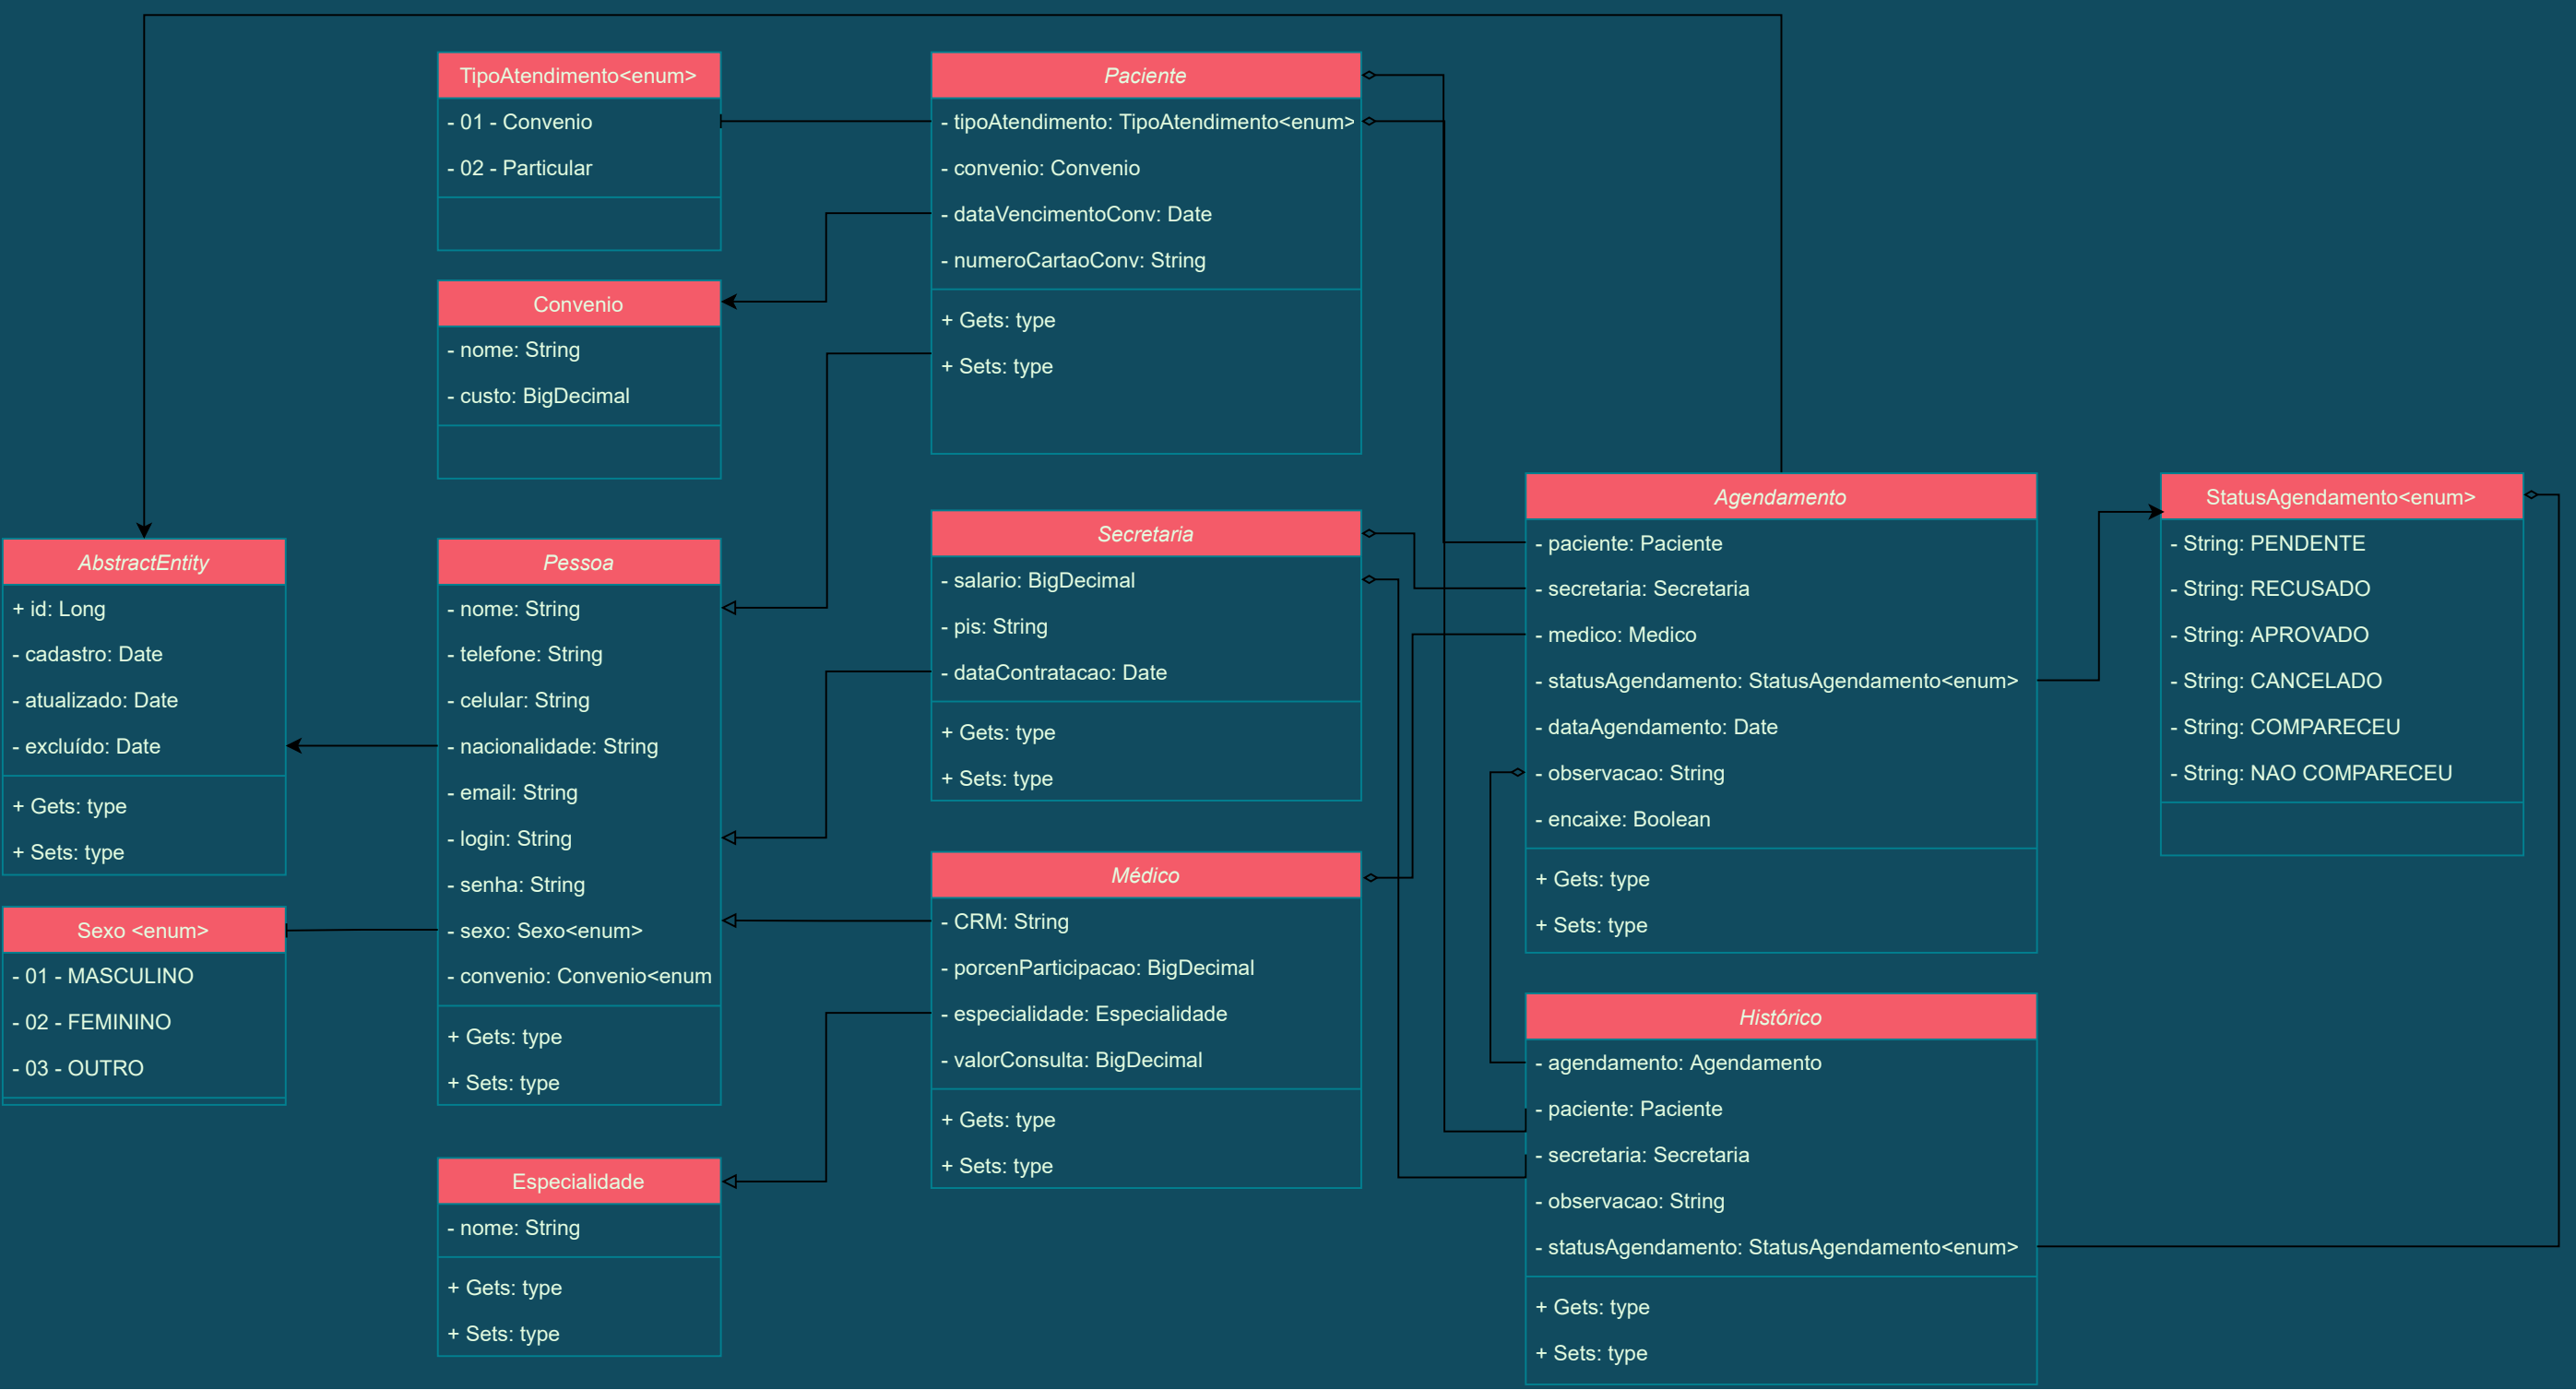 TipoAtendimento<enum>
- 01 - Convenio
- 02 - Particular
Convenio
- nome: String
- custo: BigDecimal
Paciente
- tipoAtendimento: TipoAtendimento<enum>
- convenio: Convenio
- dataVencimentoConv: Date
- numeroCartaoConv: String
+ Gets: type
+ Sets: type
AbstractEntity
+ id: Long
- cadastro: Date
- atualizado: Date
- excluído: Date
+ Gets: type
+ Sets: type
Sexo <enum>
- 01 - MASCULINO
- 02 - FEMININO
- 03 - OUTRO
Pessoa
- nome: String
- telefone: String
- celular: String
- nacionalidade: String
- email: String
- login: String
- senha: String
- sexo: Sexo<enum>
- convenio: Convenio<enum
+ Gets: type
+ Sets: type
Especialidade
- nome: String
+ Gets: type
+ Sets: type
Secretaria
- salario: BigDecimal
- pis: String
- dataContratacao: Date
+ Gets: type
+ Sets: type
Médico
- CRM: String
- porcenParticipacao: BigDecimal
- especialidade: Especialidade
- valorConsulta: BigDecimal
+ Gets: type
+ Sets: type
Agendamento
- paciente: Paciente
- secretaria: Secretaria
- medico: Medico
- statusAgendamento: StatusAgendamento<enum>
- dataAgendamento: Date
- observacao: String
- encaixe: Boolean
+ Gets: type
+ Sets: type
Histórico
- agendamento: Agendamento
- paciente: Paciente
- secretaria: Secretaria
- observacao: String
- statusAgendamento: StatusAgendamento<enum>
+ Gets: type
+ Sets: type
StatusAgendamento<enum>
- String: PENDENTE
- String: RECUSADO
- String: APROVADO
- String: CANCELADO
- String: COMPARECEU
- String: NAO COMPARECEU